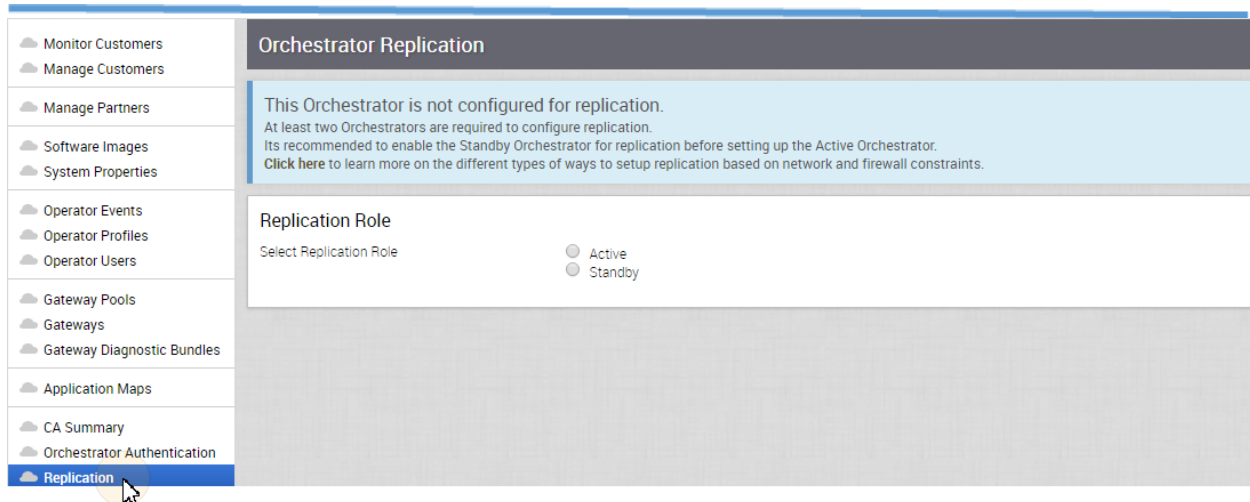 Monitor Customers
Manage Customers
Manage Partners
Software Images
System Properties
Operator Events
Operator Profiles
Operator Users
Gateway Pools
Gateways
Gateway Diagnostic Bundles
Application Maps
CA Summary
Orchestrator Authentication
Replication
Orchestrator Replication
This Orchestrator is not configured for replication.
At least two Orchestrators are required to configure replication.
Its recommended to enable the Standby Orchestrator for replication before setting up the Active Orchestrator.
Click here to learn more on the different types of ways to setup replication based on network and firewall constraints.
Replication Role
Select Replication Role
Active
Standby